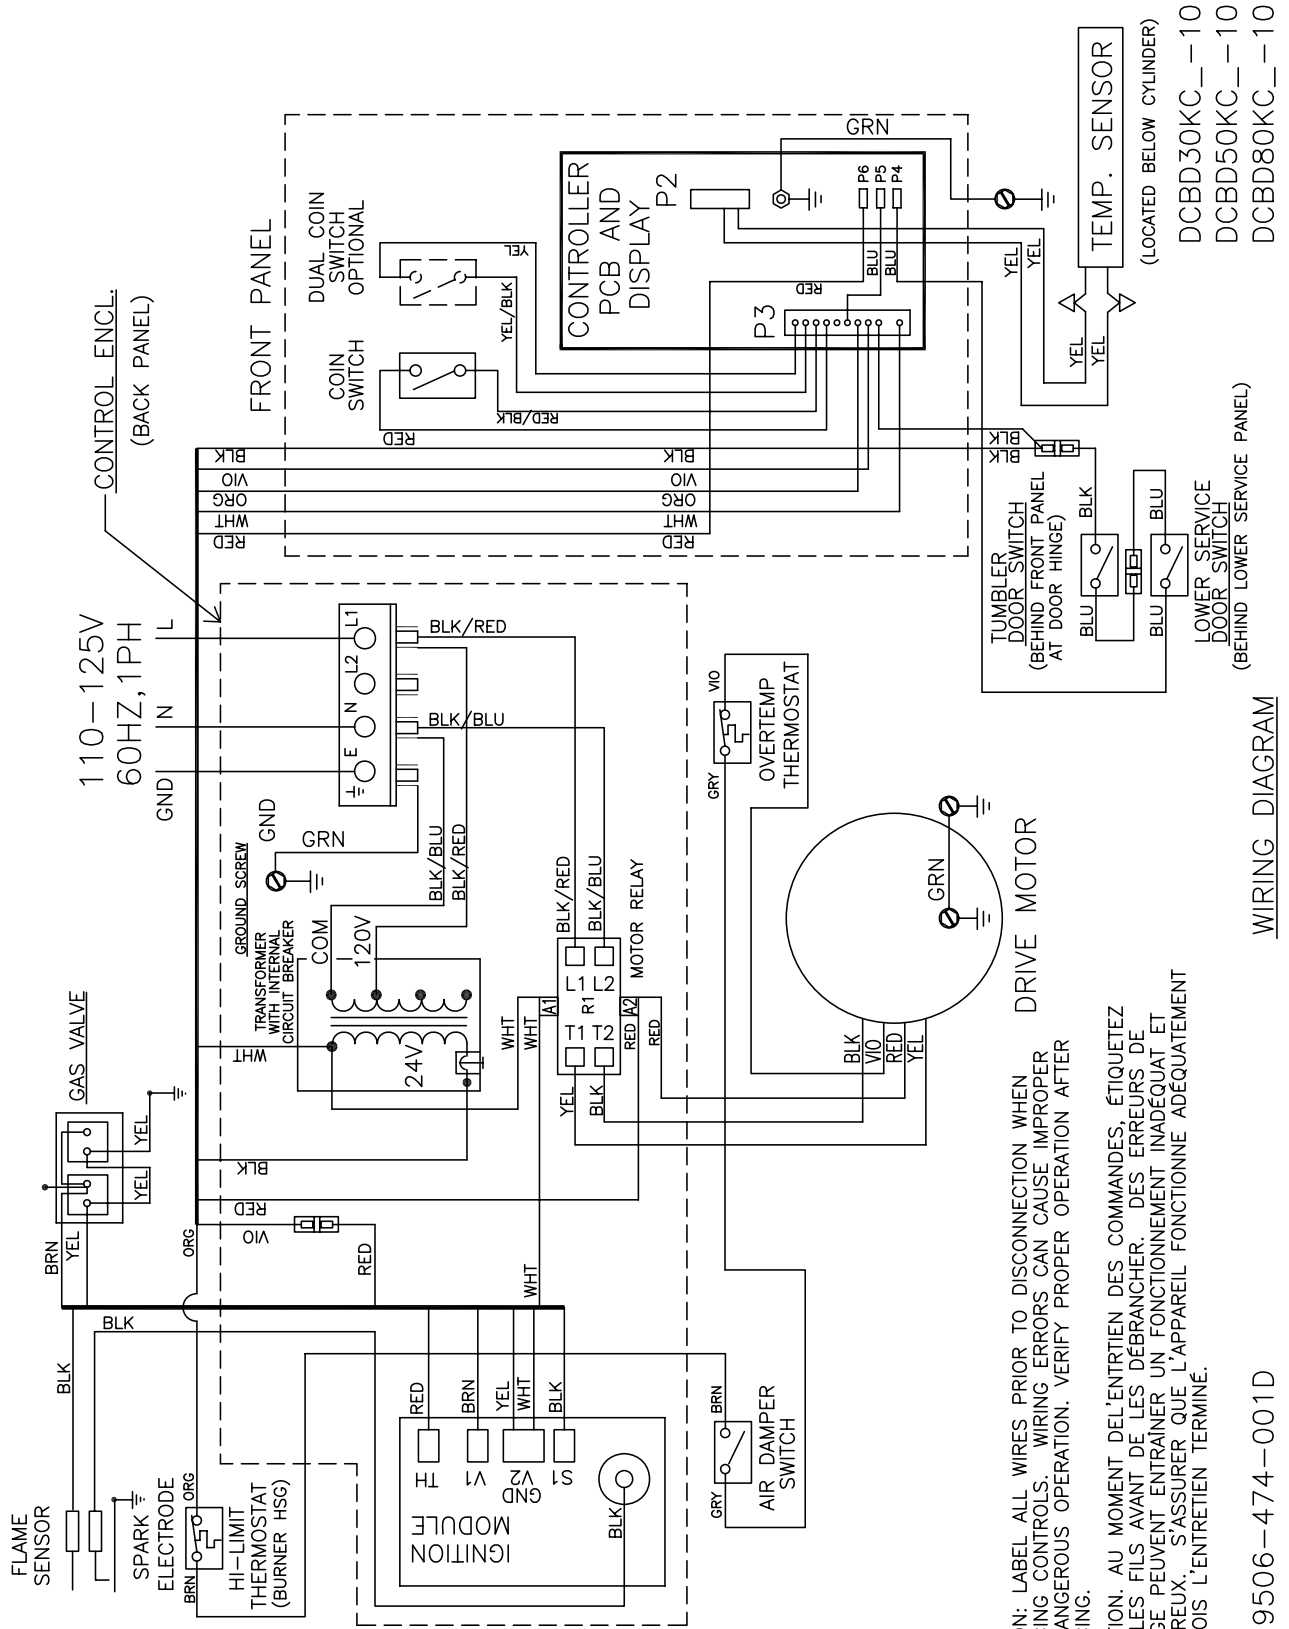 110-125V
60HZ, 1PH
L
N
GND
CONTROL ENCL.
(BACK PANEL)
FRONT PANEL
DUAL COIN
SWITCH
OPTIONAL
COIN
SWITCH
YEL
YEL/BLK
RED/BLK
RED
BLK
VIO
ORG
WHT
RED
BLK
VIO
ORG
WHT
RED
CONTROLLER
PCB AND
DISPLAY
P2
P3
P6
P5
P4
GRN
RED
BLU
BLU
YEL
YEL
YEL
YEL
TEMP. SENSOR
(LOCATED BELOW CYLINDER)
DCBD30KC_-10
DCBD50KC_-10
DCBD80KC_-10
BLK
BLK
TUMBLER
DOOR SWITCH
(BEHIND FRONT PANEL
AT DOOR HINGE)
BLK
BLU
BLU
BLU
LOWER SERVICE
DOOR SWITCH
(BEHIND LOWER SERVICE PANEL)
L1
L2
N
E
BLK/RED
BLK/BLU
GND
GRN
GROUND SCREW
BLK/BLU
BLK/RED
TRANSFORMER
WITH INTERNAL
CIRCUIT BREAKER
COM
120V
24V
WHT
BLK
RED
VIO
ORG
RED
BLK/RED
BLK/BLU
MOTOR RELAY
L1 L2
R1
T1 T2
A1
A2
WHT
WHT
RED
RED
YEL
BLK
WHT
VIO
GRY
OVERTEMP
THERMOSTAT
DRIVE MOTOR
GRN
BLK
VIO
RED
YEL
GAS VALVE
YEL
YEL
BRN
YEL
BLK
BLK
FLAME
SENSOR
SPARK
ELECTRODE
ORG
BRN
HI-LIMIT
THERMOSTAT
(BURNER HSG)
IGNITION
MODULE
RED
BRN
YEL
WHT
BLK
TH
V1
V2
GND
S1
BLK
BRN
GRY
AIR DAMPER
SWITCH
WIRING DIAGRAM
N: LABEL ALL WIRES PRIOR TO DISCONNECTION WHEN
ING CONTROLS. WIRING ERRORS CAN CAUSE IMPROPER
ANGEROUS OPERATION. VERIFY PROPER OPERATION AFTER
ING.
TION. AU MOMENT DEL'ENTRTIEN DES COMMANDES, ÉTIQUETEZ
LES FILS AVANT DE LES DÉBRANCHER. DES ERREURS DE
GE PEUVENT ENTRAÎNER UN FONCTIONNEMENT INADÉQUAT ET
REUX. S'ASSURER QUE L'APPAREIL FONCTIONNE ADÉQUATEMENT
OIS L'ENTRETIEN TERMINÉ.
9506-474-001D